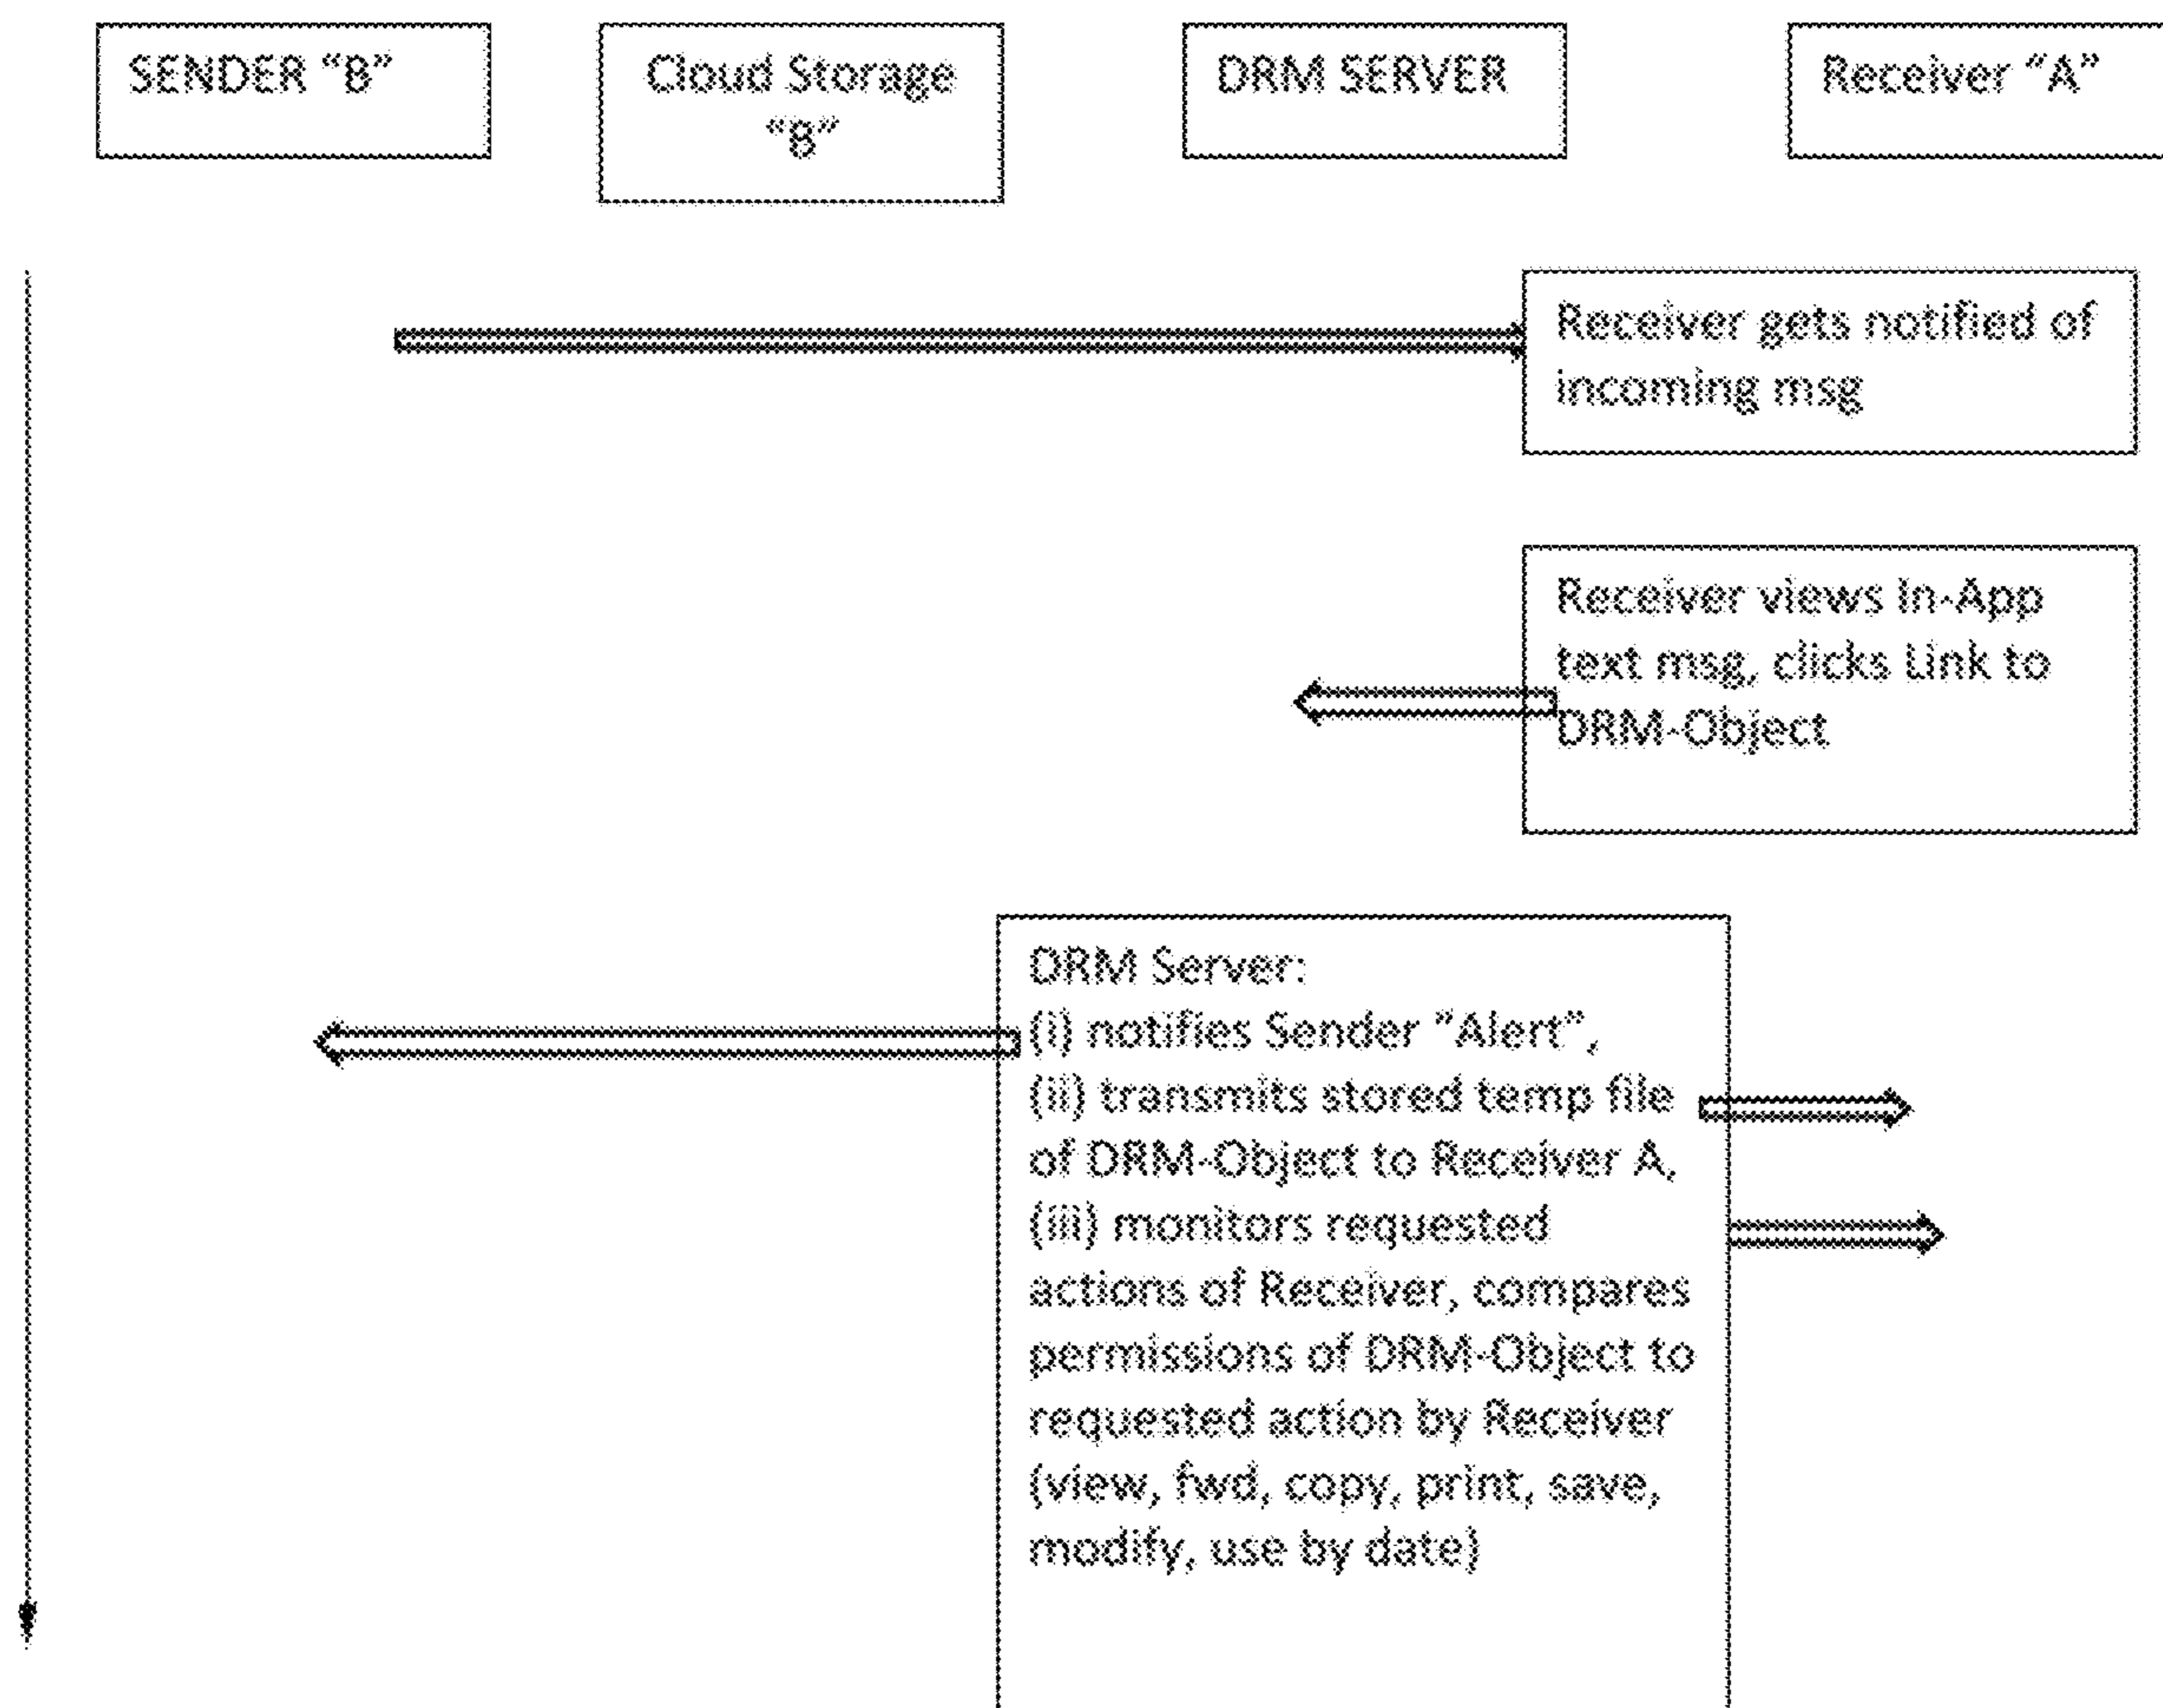 SENDER “B”
Cloud Storage
“B”
DRM SERVER
Receiver “A”
Receiver gets notified of
incoming msg
Receiver views In-App
text msg, clicks Link to
DRM-Object
DRM Server:
(i) notifies Sender “Alert”,
(ii) transmits stored temp file
of DRM-Object to Receiver A,
(iii) monitors requested
actions of Receiver, compares
permissions of DRM-Object to
requested action by Receiver
(view, fwd, copy, print, save,
modify, use by date)